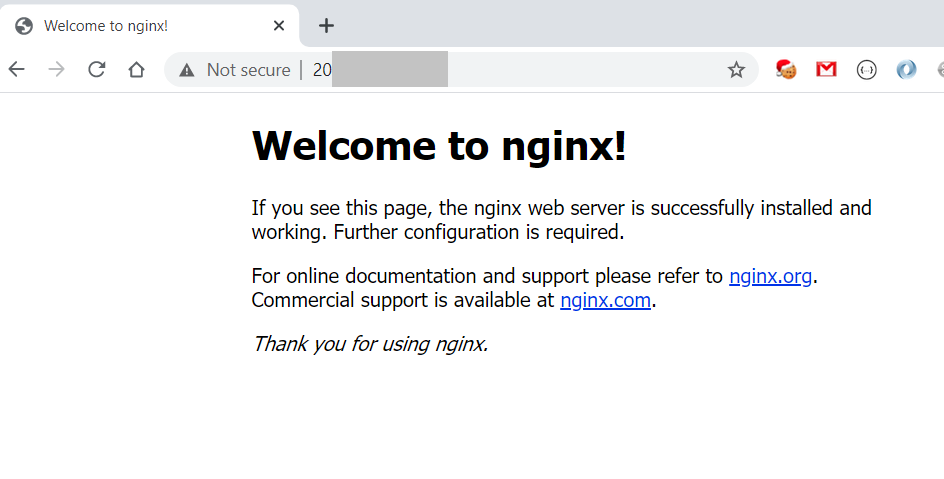 Welcome to nginx!
Not secure | 20
Welcome to nginx!
If you see this page, the nginx web server is successfully installed and
working. Further configuration is required.
For online documentation and support please refer to nginx.org.
Commercial support is available at nginx.com.
Thank you for using nginx.